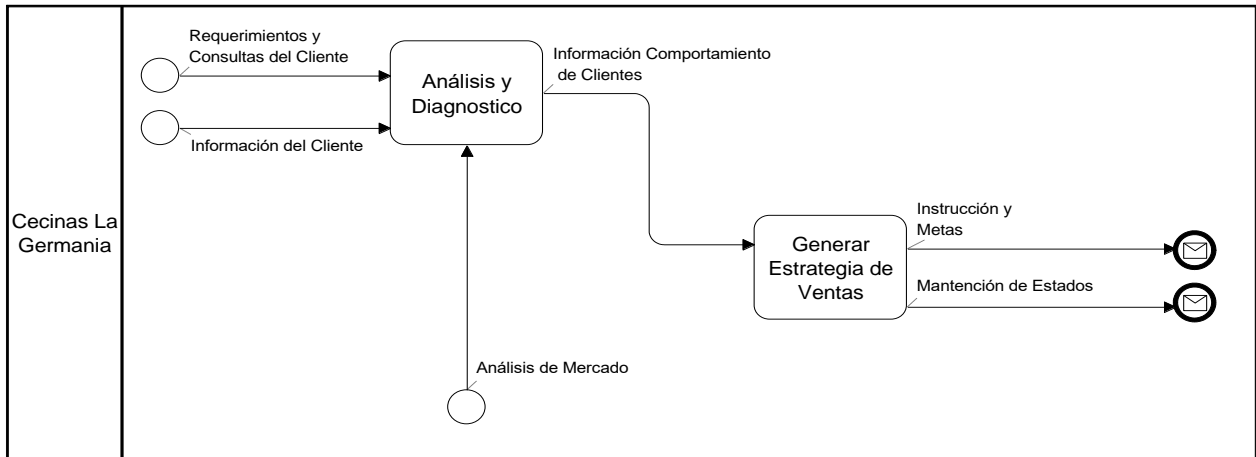 Cecinas La
Germania
Requerimientos y
Consultas del Cliente
Información del Cliente
Análisis y
Diagnostico
Información Comportamiento
de Clientes
Análisis de Mercado
Generar
Estrategia de
Ventas
Instrucción y
Metas
Mantención de Estados